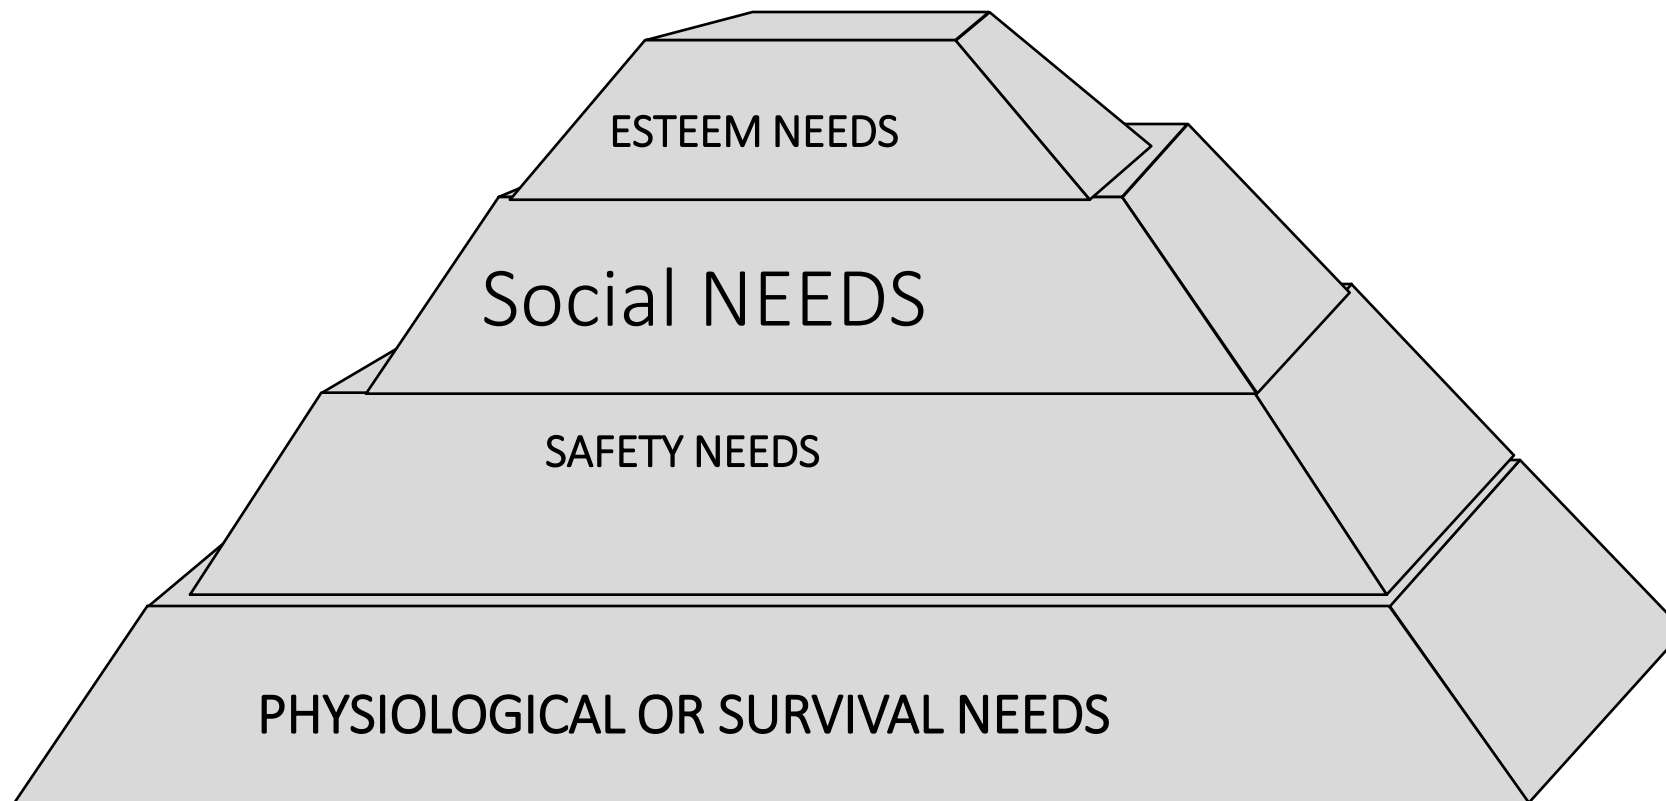 ESTEEM NEEDS
Social NEEDS
SAFETY NEEDS
PHYSIOLOGICAL OR SURVIVAL NEEDS